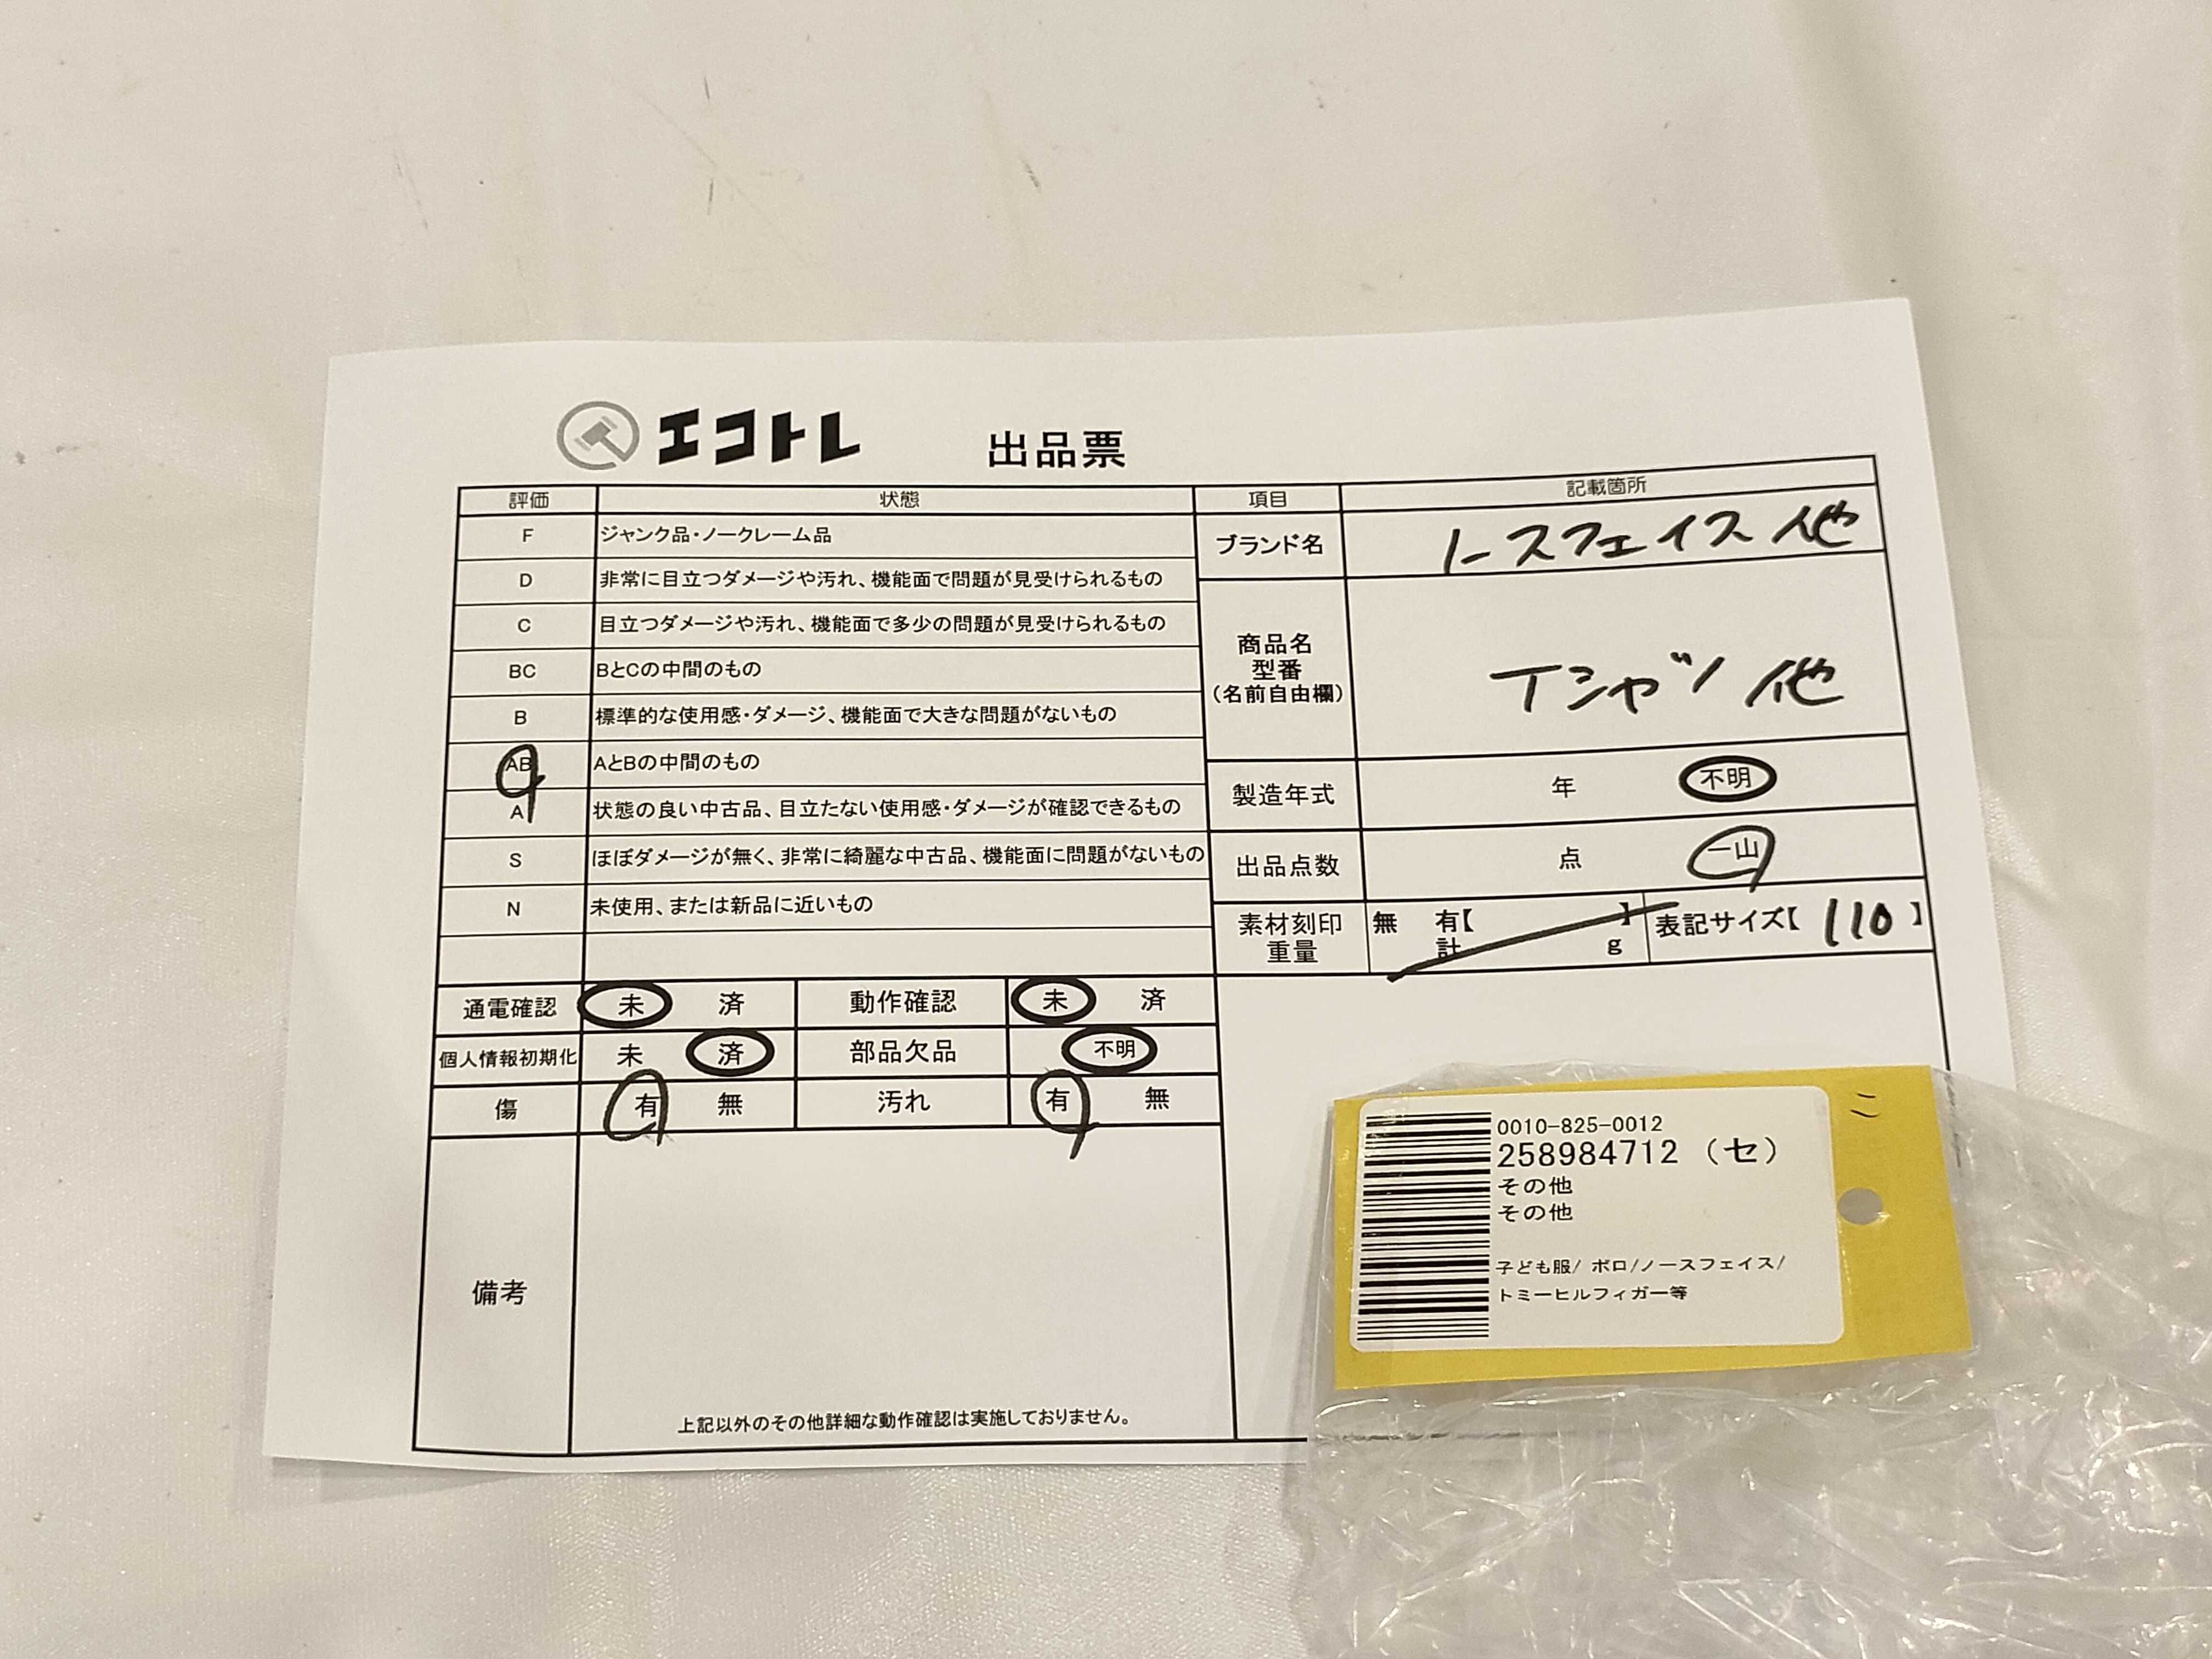 エコトレ 出品票
評価 状態 項目 記載箇所
F ジャンク品・ノークレーム品
D 非常に目立つダメージや汚れ、機能面で問題が見受けられるもの
C 目立つダメージや汚れ、機能面で多少の問題が見受けられるもの
BC BとCの中間のもの
B 標準的な使用感・ダメージ、機能面で大きな問題がないもの
AB AとBの中間のもの
A 状態の良い中古品、目立たない使用感・ダメージが確認できるもの
S ほぼダメージが無く、非常に綺麗な中古品、機能面に問題がないもの
N 未使用、または新品に近いもの
ブランド名 ノースフェイス 他
商品名
型番
(名前自由欄)
Tシャツ 他
製造年式 年 不明
出品点数 点 一山
素材刻印 無 有【 】 表記サイズ【 110 】
重量 計 g
通電確認 未 済 動作確認 未 済
個人情報初期化 未 済 部品欠品 不明
傷 有 無 汚れ 有 無
備考
上記以外のその他詳細な動作確認は実施しておりません。
0010-825-0012
258984712 (セ)
その他
その他
子ども服/ ポロ/ノースフェイス/
トミーヒルフィガー等